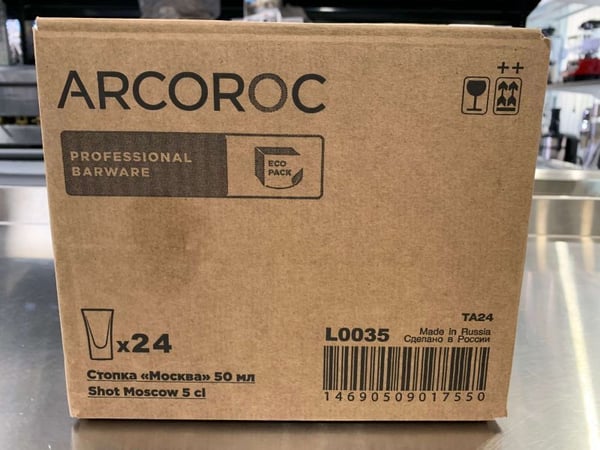 ARCOROC
++
PROFESSIONAL
BARWARE
ECO
PACK
TA24
L0035
Made in Russia
Сделано в России
x24
Стопка «Москва» 50 мл
Shot Moscow 5 cl
14690509017550